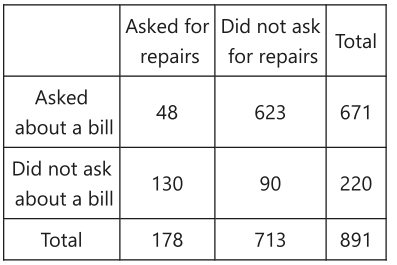 Asked for repairs Did not ask for repairs Total
Asked about a bill 48 623 671
Did not ask about a bill 130 90 220
Total 178 713 891